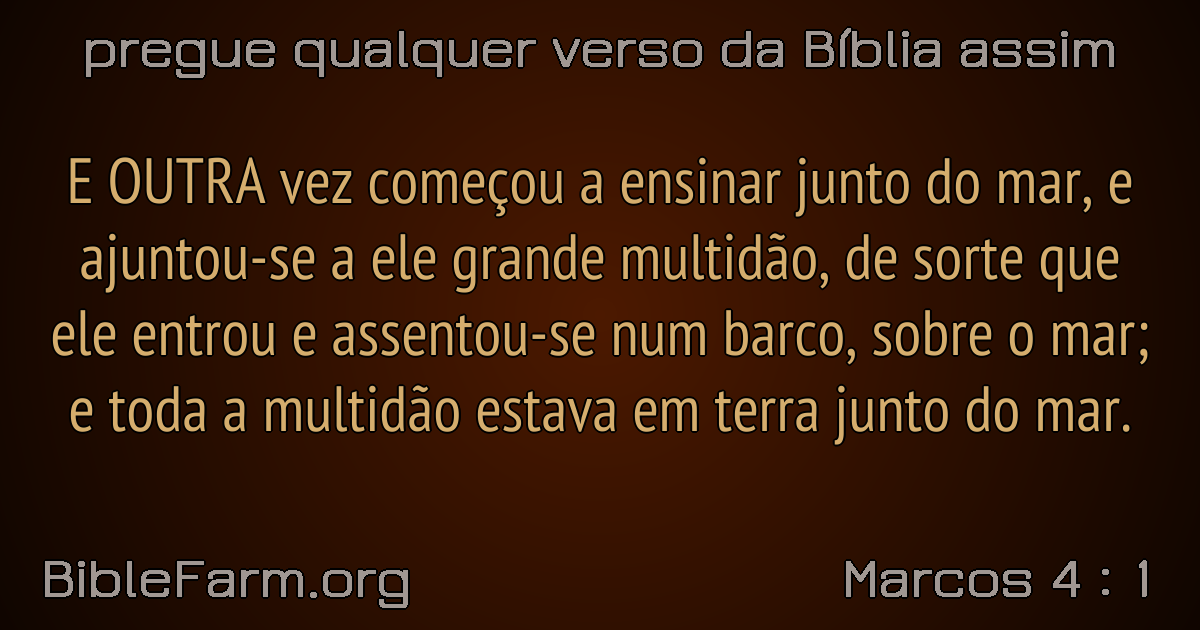 pregue qualquer verso da Bíblia assim
E OUTRA vez começou a ensinar junto do mar, e
ajuntou-se a ele grande multidão, de sorte que
ele entrou e assentou-se num barco, sobre o mar;
e toda a multidão estava em terra junto do mar.
BibleFarm.org
Marcos 4 : 1